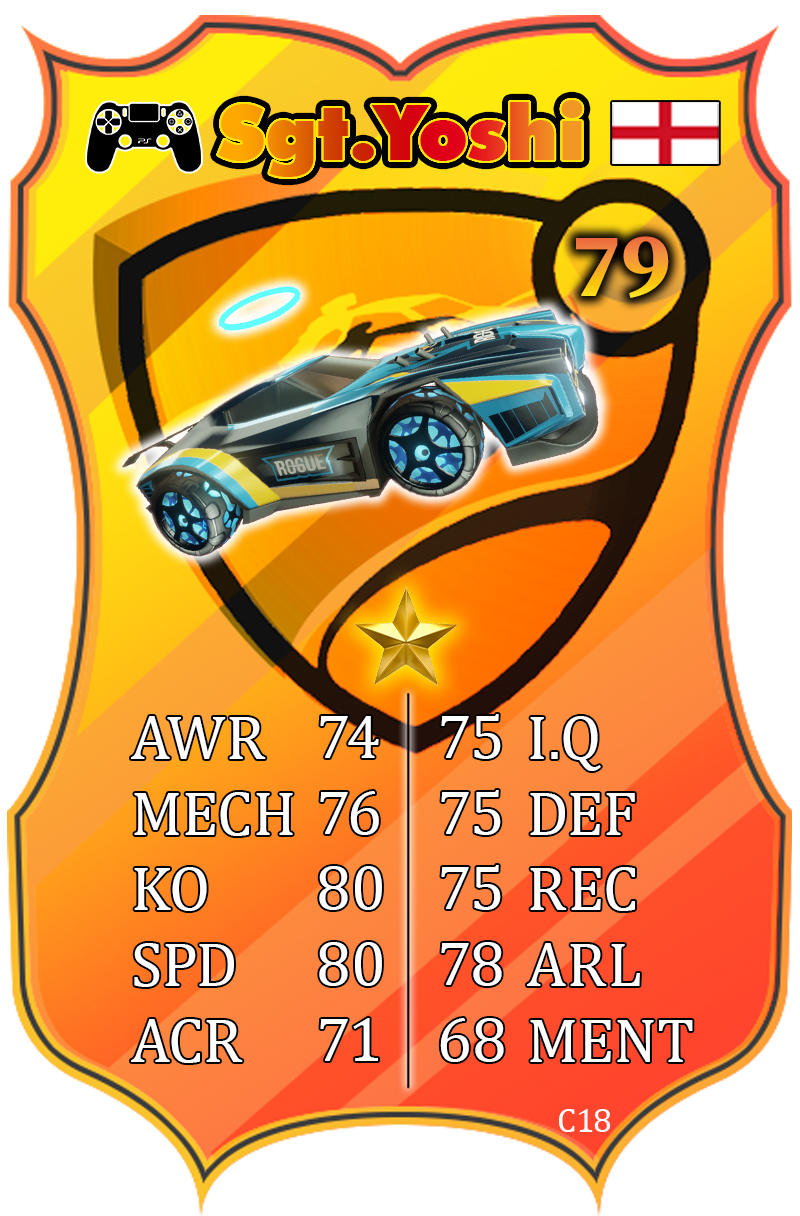 Sgt.Yoshi
79
ROGUE
AWR 74 75 I.Q
MECH 76 75 DEF
KO 80 75 REC
SPD 80 78 ARL
ACR 71 68 MENT
C18